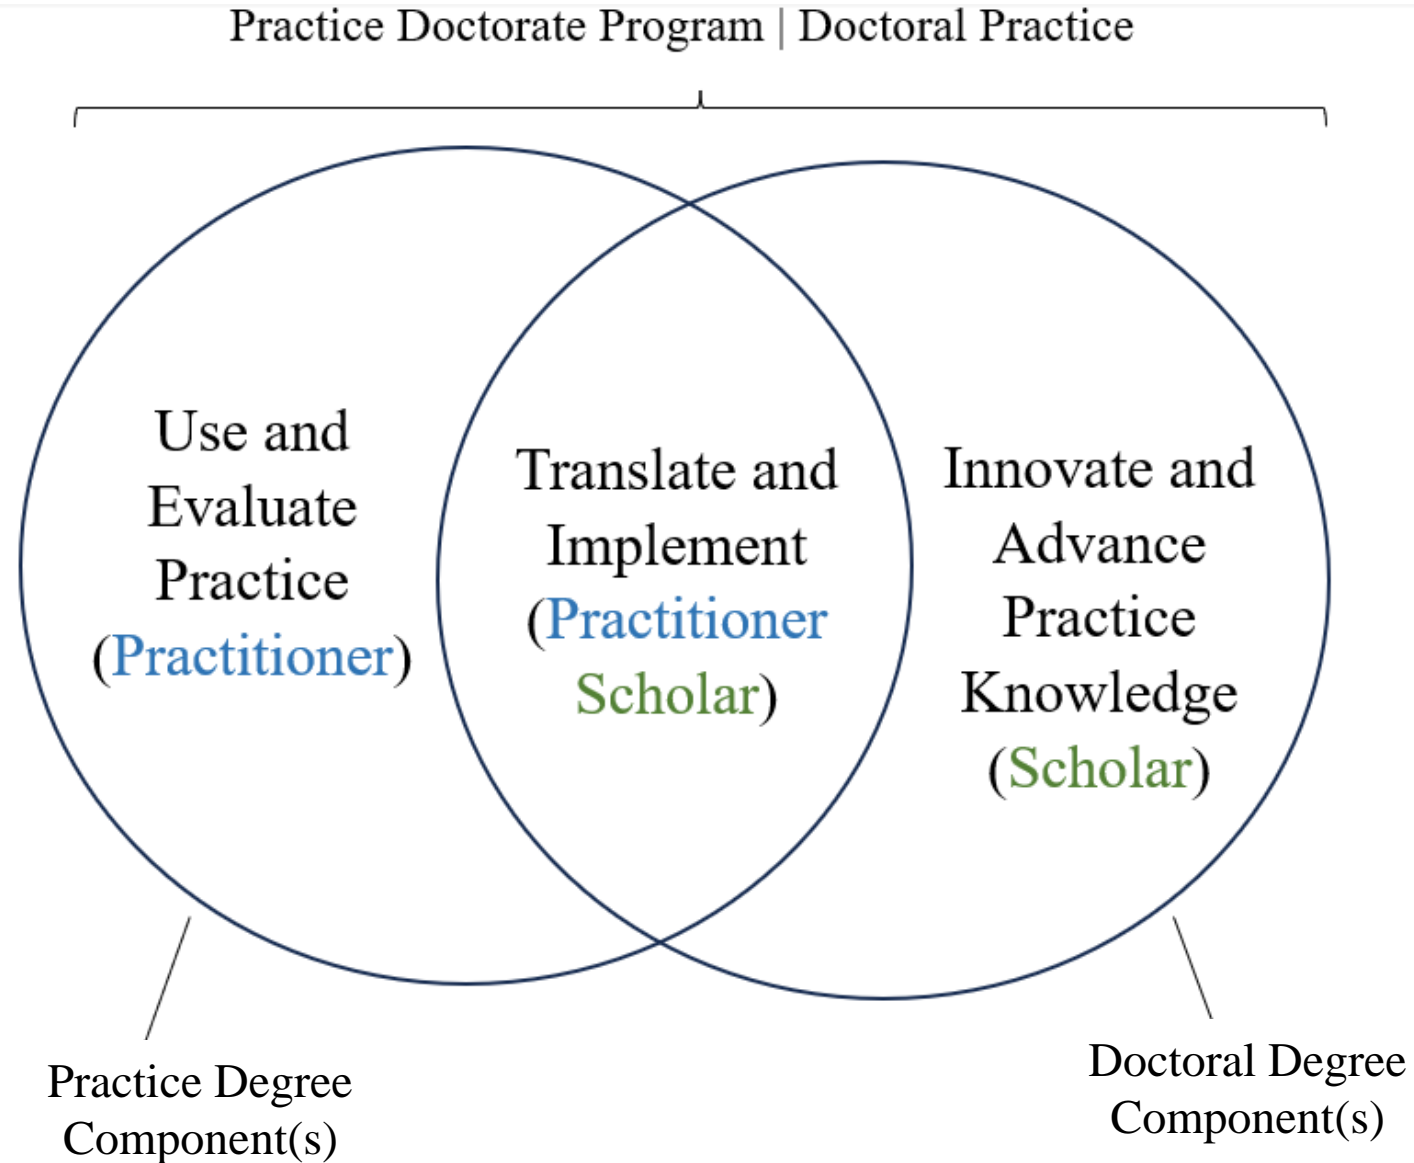 Practice Doctorate Program | Doctoral Practice
Use and
Evaluate
Practice
(Practitioner)
Translate and
Implement
(Practitioner
Scholar)
Innovate and
Advance
Practice
Knowledge
(Scholar)
Practice Degree
Component(s)
Doctoral Degree
Component(s)